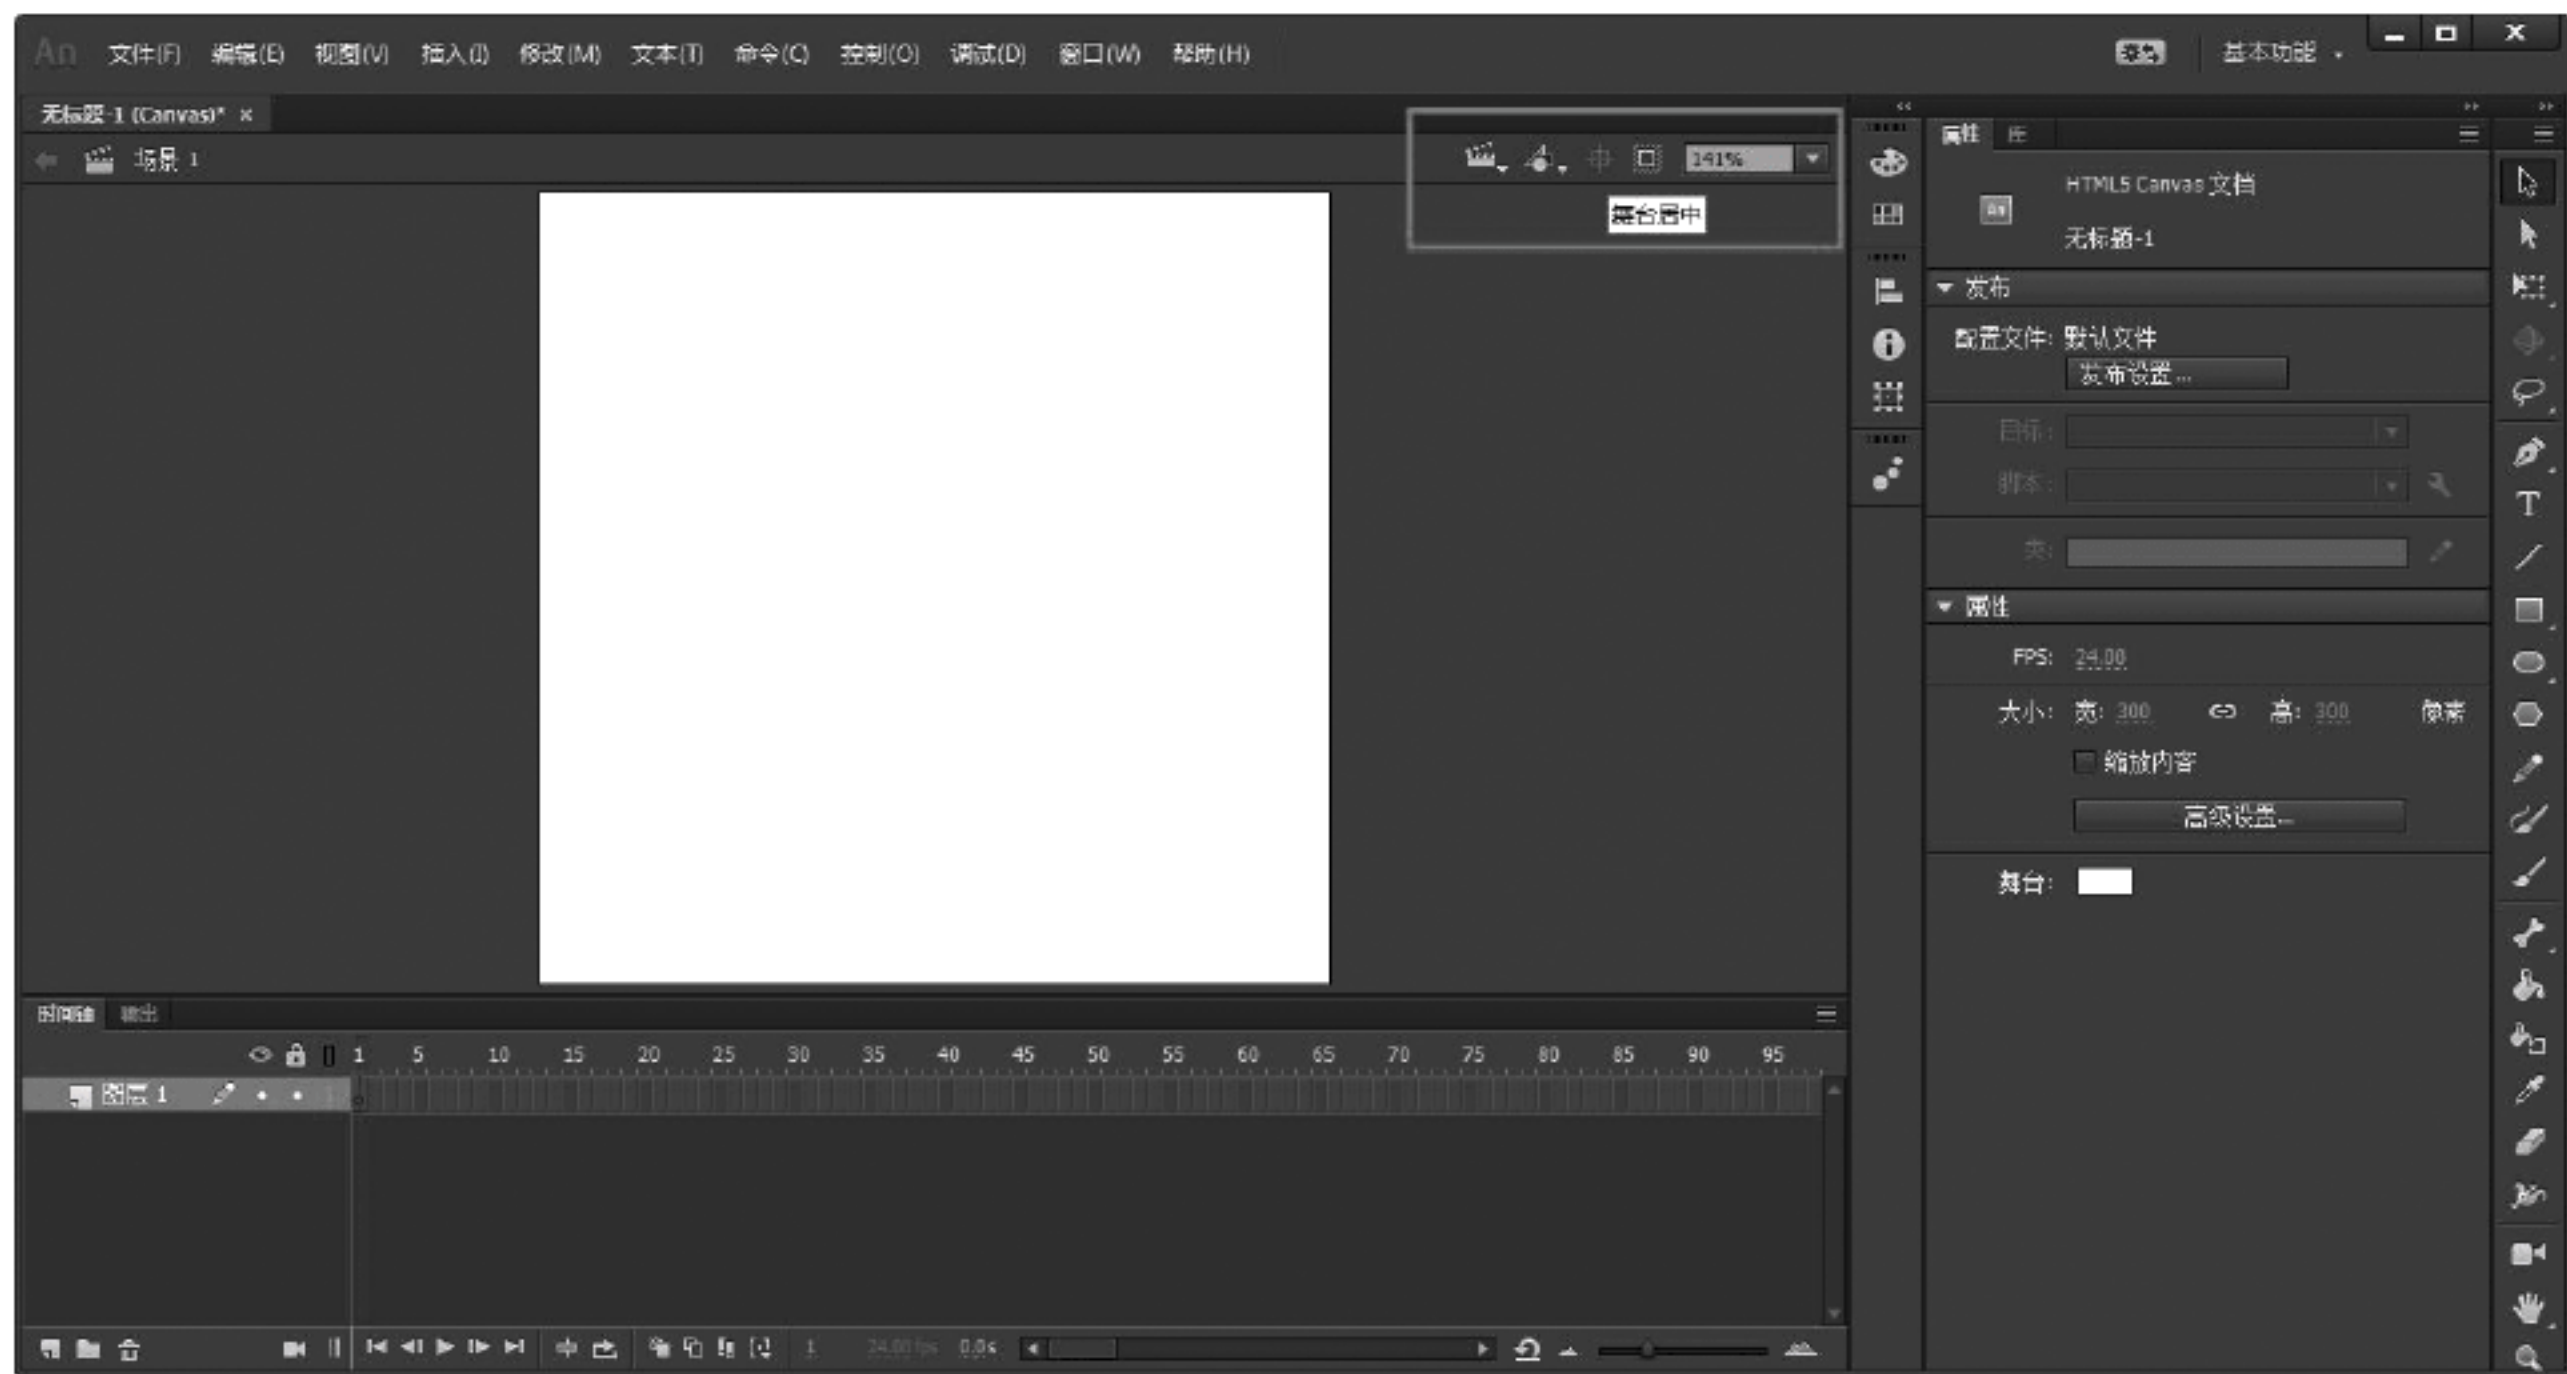 An 文件(F) 编辑(E) 视图(V) 插入(I) 修改(M) 文本(T) 命令(C) 控制(O) 调试(D) 窗口(W) 帮助(H) 基本功能
无标题-1 (Canvas)* ×
场景 1
141%
舞台居中
属性 库
HTML5 Canvas 文档
An
无标题-1
发布
配置文件: 默认文件
发布设置...
目标:
脚本:
类:
属性
FPS: 24.00
大小: 宽: 300 高: 300 像素
缩放内容
高级设置...
舞台:
T
时间轴 输出
1 5 10 15 20 25 30 35 40 45 50 55 60 65 70 75 80 85 90 95
图层 1
1 24.00 fps 0.0s